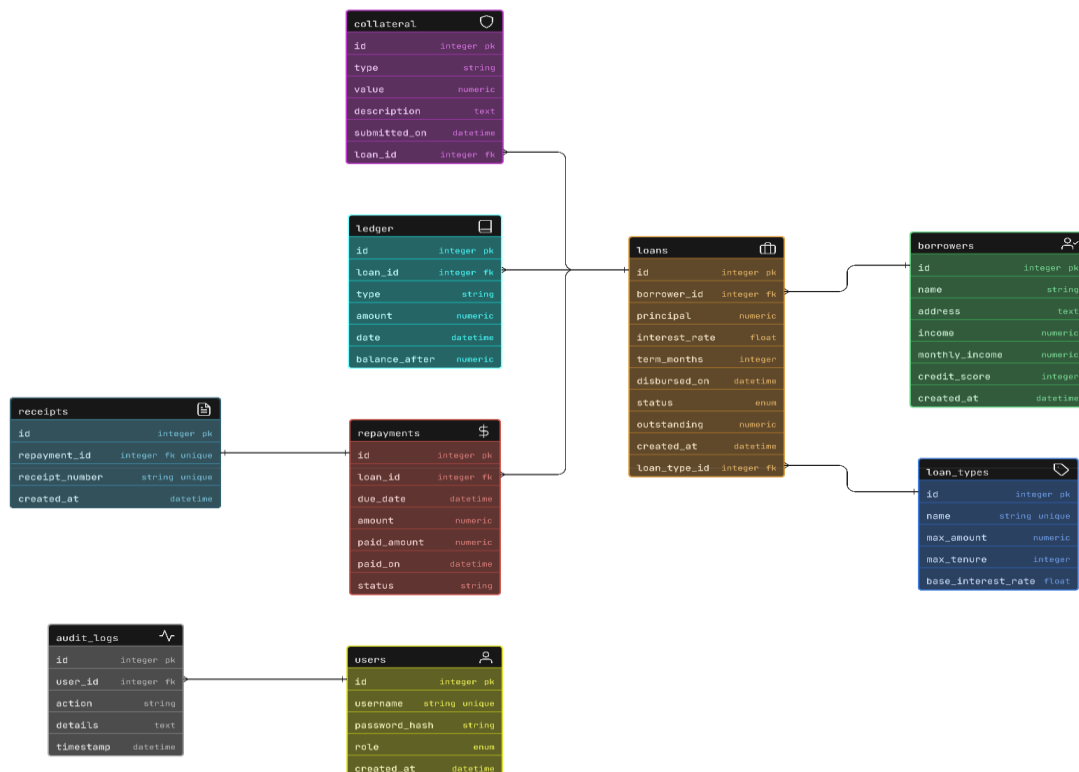 collateral
id integer pk
type string
value numeric
description text
submitted_on datetime
loan_id integer fk
ledger
id integer pk
loan_id integer fk
type string
amount numeric
date datetime
balance_after numeric
loans
id integer pk
borrower_id integer fk
principal numeric
interest_rate float
term_months integer
disbursed_on datetime
status enum
outstanding numeric
created_at datetime
loan_type_id integer fk
borrowers
id integer pk
name string
address text
income numeric
monthly_income numeric
credit_score integer
created_at datetime
receipts
id integer pk
repayment_id integer fk unique
receipt_number string unique
created_at datetime
repayments
id integer pk
loan_id integer fk
due_date datetime
amount numeric
paid_amount numeric
paid_on datetime
status string
loan_types
id integer pk
name string unique
max_amount numeric
max_tenure integer
base_interest_rate float
audit_logs
id integer pk
user_id integer fk
action string
details text
timestamp datetime
users
id integer pk
username string unique
password_hash string
role enum
created_at datetime